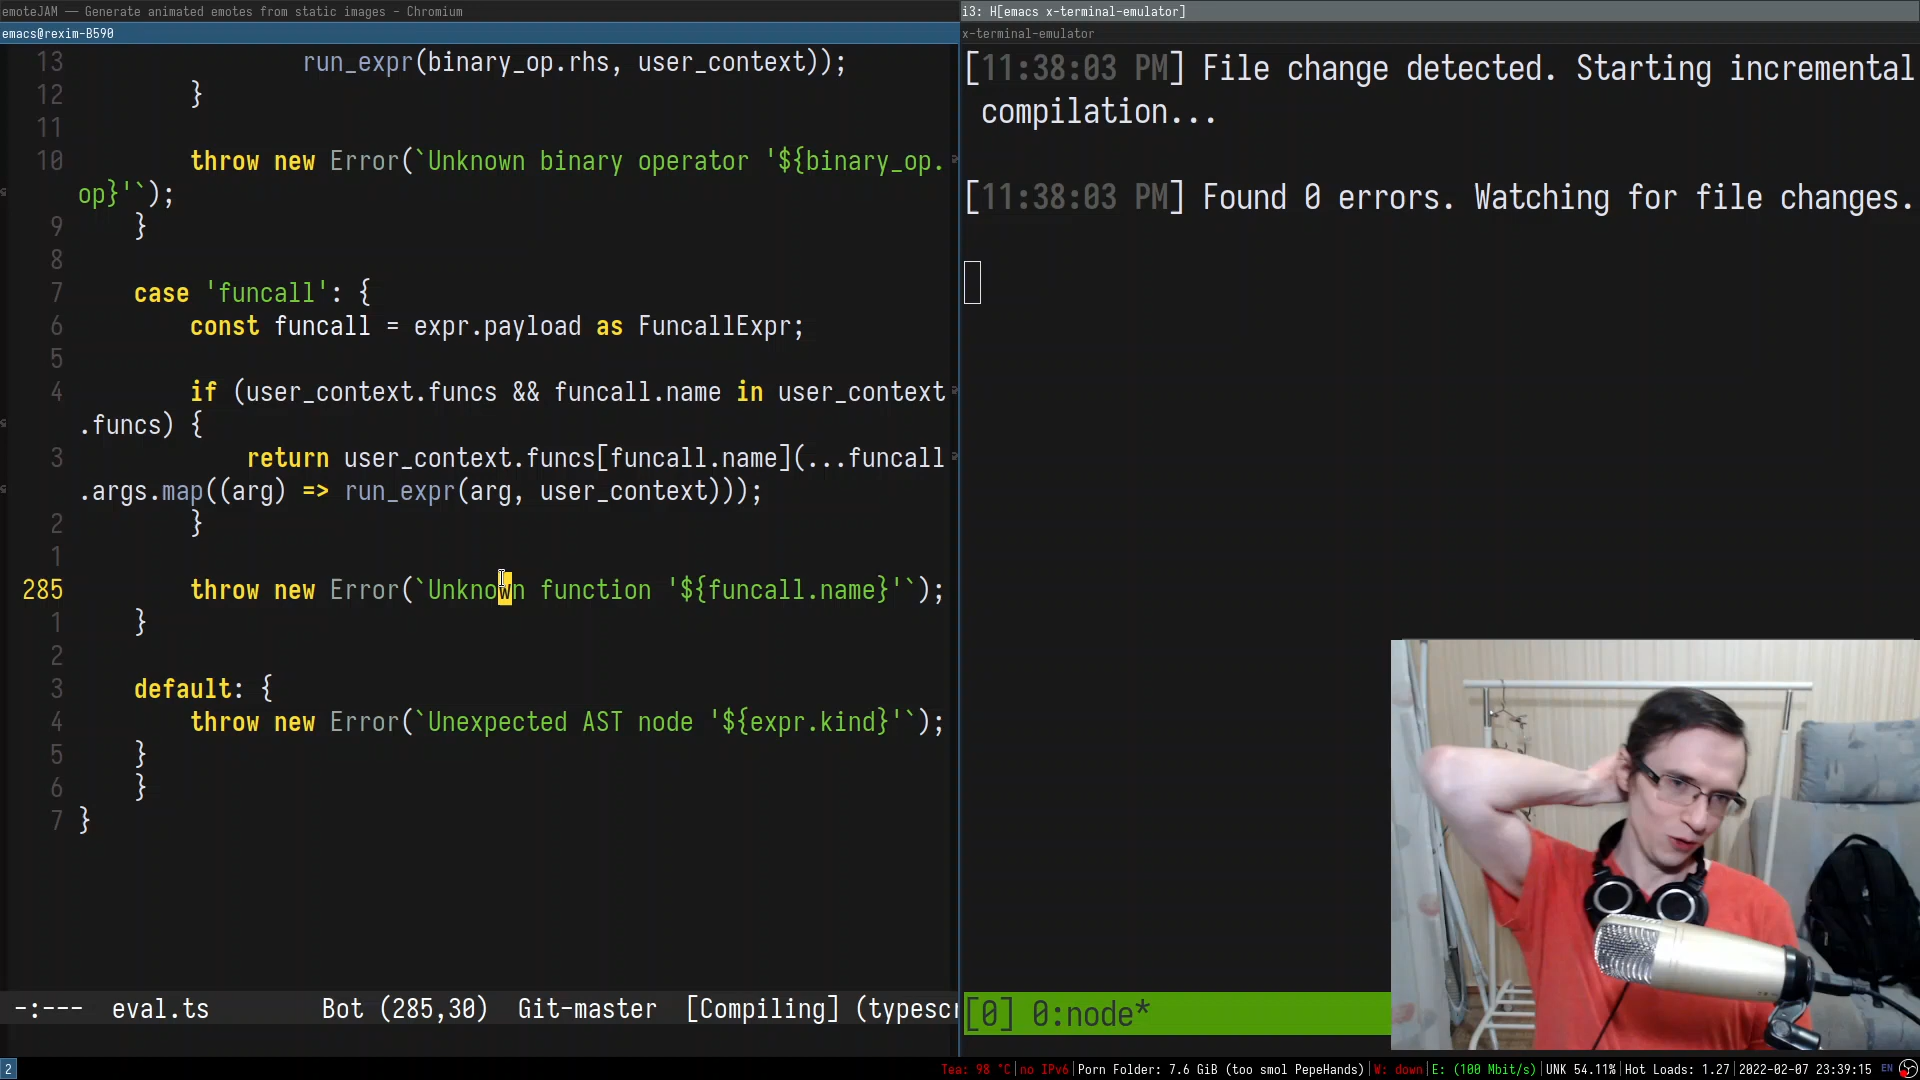 emoteJAM — Generate animated emotes from static images - Chromium
i3: H[emacs x-terminal-emulator]
emacs@rexim-B590
x-terminal-emulator
13 run_expr(binary_op.rhs, user_context));
12 }
11
10 throw new Error(`Unknown binary operator '${binary_op.
op}'`);
9 }
8
7 case 'funcall': {
6 const funcall = expr.payload as FuncallExpr;
5
4 if (user_context.funcs && funcall.name in user_context
.funcs) {
3 return user_context.funcs[funcall.name](...funcall
.args.map((arg) => run_expr(arg, user_context)));
2 }
1
285 throw new Error(`Unknown function '${funcall.name}'`);
1 }
2
3 default: {
4 throw new Error(`Unexpected AST node '${expr.kind}'`);
5 }
6 }
7 }
-:--- eval.ts Bot (285,30) Git-master [Compiling] (typescr
[11:38:03 PM] File change detected. Starting incremental
compilation...
[11:38:03 PM] Found 0 errors. Watching for file changes.
[0] 0:node*
2
Tea: 98 °C|no IPv6|Porn Folder: 7.6 GiB (too smol PepeHands)|W: down|E: (100 Mbit/s)|UNK 54.11%|Hot Loads: 1.27|2022-02-07 23:39:15 EN